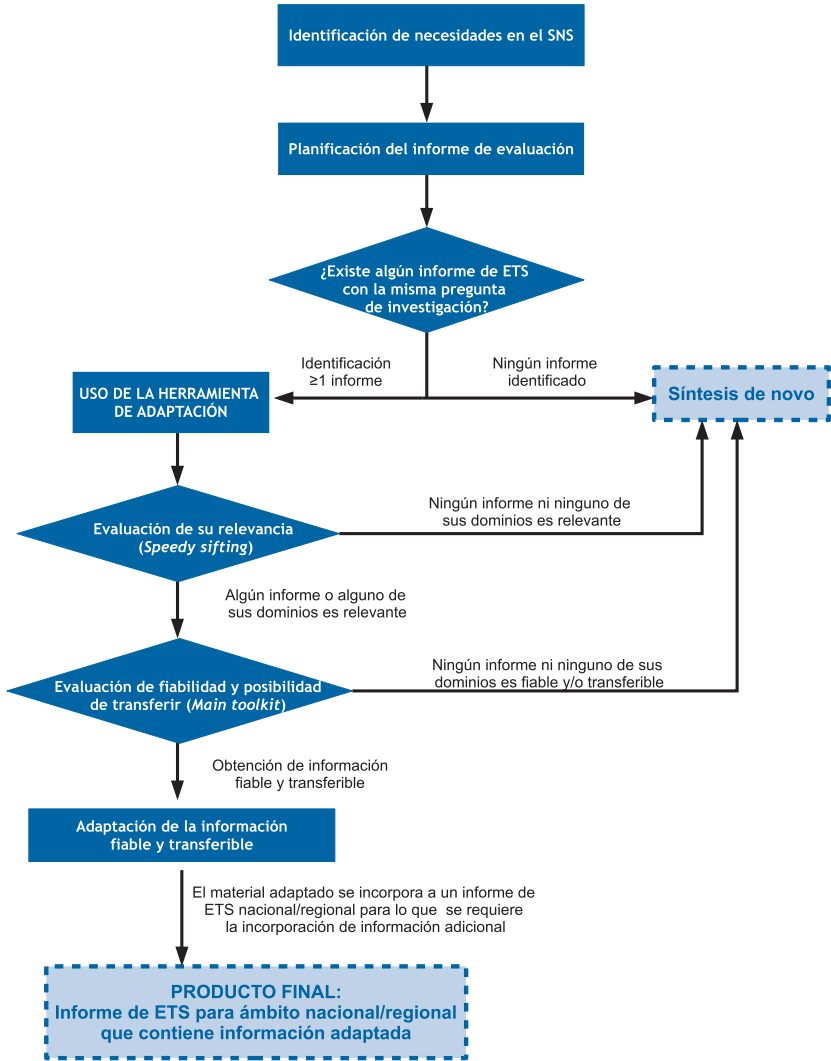 Identificación de necesidades en el SNS
Planificación del informe de evaluación
¿Existe algún informe de ETS
con la misma pregunta
de investigación?
Identificación
≥1 informe
Ningún informe
identificado
USO DE LA HERRAMIENTA
DE ADAPTACIÓN
Síntesis de novo
Evaluación de su relevancia
(Speedy sifting)
Ningún informe ni ninguno de
sus dominios es relevante
Algún informe o alguno de
sus dominios es relevante
Evaluación de fiabilidad y posibilidad
de transferir (Main toolkit)
Ningún informe ni ninguno de sus
dominios es fiable y/o transferible
Obtención de información
fiable y transferible
Adaptación de la información
fiable y transferible
El material adaptado se incorpora a un informe de
ETS nacional/regional para lo que se requiere
la incorporación de información adicional
PRODUCTO FINAL:
Informe de ETS para ámbito nacional/regional
que contiene información adaptada